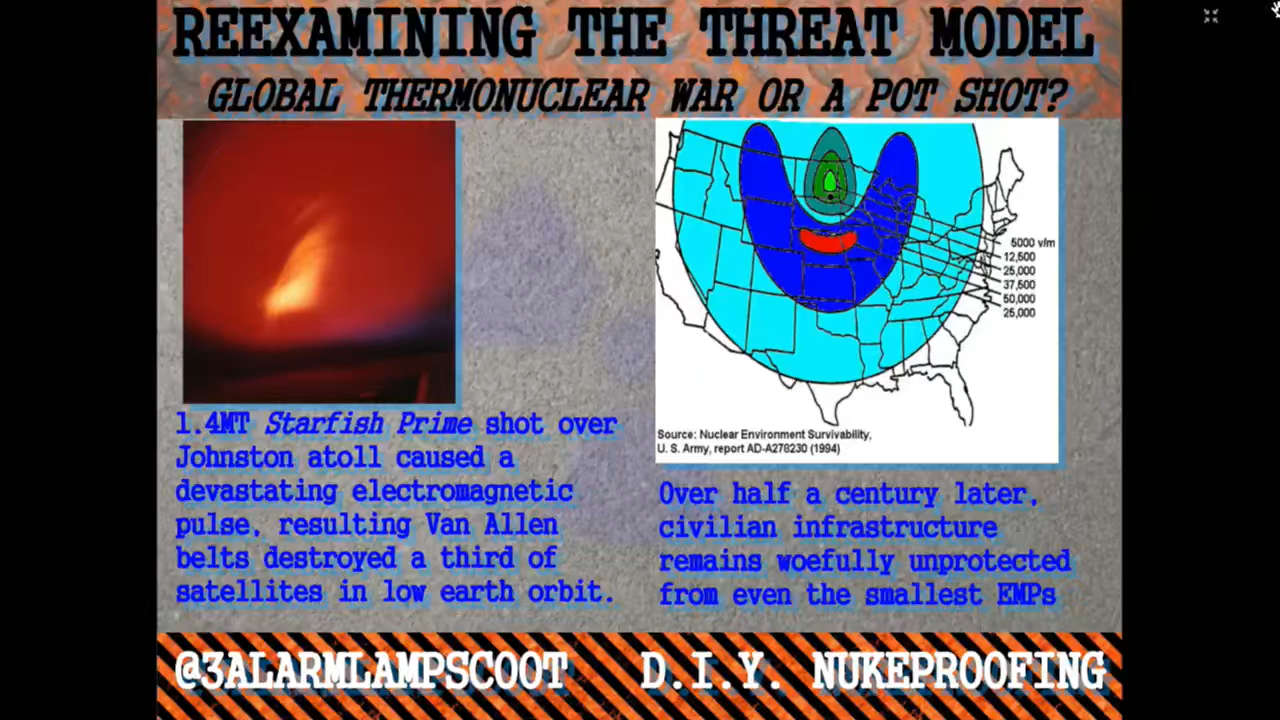 REEXAMINING THE THREAT MODEL
GLOBAL THERMONUCLEAR WAR OR A POT SHOT?
5000 v/m
12,500
25,000
37,500
50,000
25,000
Source: Nuclear Environment Survivability,
U. S. Army, report AD-A278230 (1994)
1.4MT Starfish Prime shot over
Johnston atoll caused a
devastating electromagnetic
pulse, resulting Van Allen
belts destroyed a third of
satellites in low earth orbit.
Over half a century later,
civilian infrastructure
remains woefully unprotected
from even the smallest EMPs
@3ALARMLAMPSCOOT D.I.Y. NUKEPROOFING